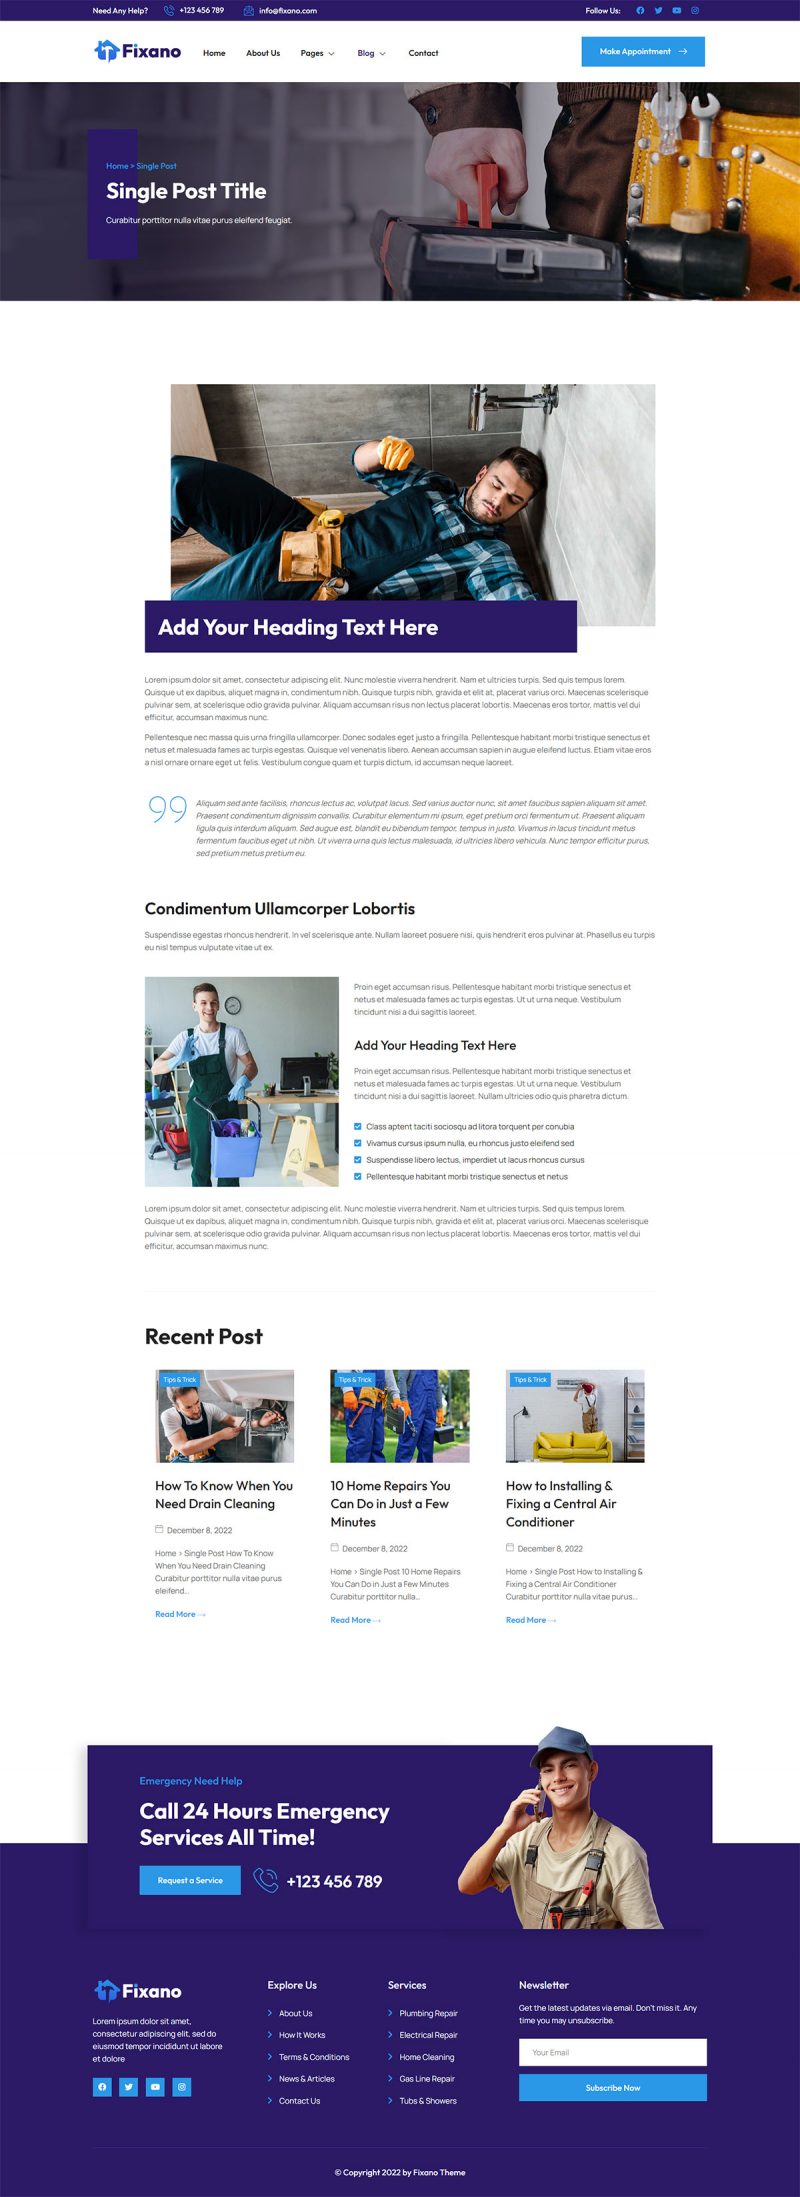 Need Any Help?
+123 456 789
info@fixano.com
Follow Us:
Fixano
Home
About Us
Pages
Blog
Contact
Make Appointment
Home > Single Post
Single Post Title
Curabitur porttitor nulla vitae purus eleifend feugiat.
Add Your Heading Text Here
Lorem ipsum dolor sit amet, consectetur adipiscing elit. Nunc molestie viverra hendrerit. Nam et ultricies turpis. Sed quis tempus lorem.
Quisque ut ex dapibus, aliquet magna in, condimentum nibh. Quisque turpis nibh, gravida et elit at, placerat varius orci. Maecenas scelerisque
pulvinar sem, at scelerisque odio gravida pulvinar. Aliquam accumsan risus non lectus placerat lobortis. Maecenas eros tortor, mattis vel dui
efficitur, accumsan maximus nunc.
Pellentesque nec massa quis urna fringilla ullamcorper. Donec sodales eget justo a fringilla. Pellentesque habitant morbi tristique senectus et
netus et malesuada fames ac turpis egestas. Quisque vel venenatis libero. Aenean accumsan sapien in augue eleifend luctus. Etiam vitae eros
a nisl ornare ornare eget ut felis. Vestibulum congue quam et turpis dictum, id accumsan neque laoreet.
Aliquam sed ante facilisis, rhoncus lectus ac, volutpat lacus. Sed varius auctor nunc, sit amet faucibus sapien aliquam sit amet.
Praesent condimentum dignissim convallis. Curabitur elementum mi ipsum, eget pretium orci fermentum ut. Praesent aliquam
ligula quis interdum aliquam. Sed augue est, blandit eu bibendum tempor, tempus in justo. Vivamus in lacus tincidunt metus
fermentum faucibus eget ut nibh. Ut viverra urna quis lectus malesuada, id ultricies libero vehicula. Nunc tempor efficitur purus,
sed pretium metus pretium eu.
Condimentum Ullamcorper Lobortis
Suspendisse egestas rhoncus hendrerit. In vel scelerisque ante. Nullam laoreet posuere nisi, quis hendrerit eros pulvinar at. Phasellus eu turpis
eu nisl tempus vulputate vitae ut ex.
Proin eget accumsan risus. Pellentesque habitant morbi tristique senectus et
netus et malesuada fames ac turpis egestas. Ut ut urna neque. Vestibulum
tincidunt nisi a dui sagittis laoreet.
Add Your Heading Text Here
Proin eget accumsan risus. Pellentesque habitant morbi tristique senectus et
netus et malesuada fames ac turpis egestas. Ut ut urna neque. Vestibulum
tincidunt nisi a dui sagittis laoreet. Nullam ultricies odio quis pharetra dictum.
Class aptent taciti sociosqu ad litora torquent per conubia
Vivamus cursus ipsum nulla, eu rhoncus justo eleifend sed
Suspendisse libero lectus, imperdiet ut lacus rhoncus cursus
Pellentesque habitant morbi tristique senectus et netus
Lorem ipsum dolor sit amet, consectetur adipiscing elit. Nunc molestie viverra hendrerit. Nam et ultricies turpis. Sed quis tempus lorem.
Quisque ut ex dapibus, aliquet magna in, condimentum nibh. Quisque turpis nibh, gravida et elit at, placerat varius orci. Maecenas scelerisque
pulvinar sem, at scelerisque odio gravida pulvinar. Aliquam accumsan risus non lectus placerat lobortis. Maecenas eros tortor, mattis vel dui
efficitur, accumsan maximus nunc.
Recent Post
Tips & Trick
How To Know When You
Need Drain Cleaning
December 8, 2022
Home > Single Post How To Know
When You Need Drain Cleaning
Curabitur porttitor nulla vitae purus
eleifend...
Read More
Tips & Trick
10 Home Repairs You
Can Do in Just a Few
Minutes
December 8, 2022
Home > Single Post 10 Home Repairs
You Can Do in Just a Few Minutes
Curabitur porttitor nulla...
Read More
Tips & Trick
How to Installing &
Fixing a Central Air
Conditioner
December 8, 2022
Home > Single Post How to Installing &
Fixing a Central Air Conditioner
Curabitur porttitor nulla vitae purus...
Read More
Emergency Need Help
Call 24 Hours Emergency
Services All Time!
Request a Service
+123 456 789
Fixano
Lorem ipsum dolor sit amet,
consectetur adipiscing elit, sed do
eiusmod tempor incididunt ut labore
et dolore
Explore Us
About Us
How It Works
Terms & Conditions
News & Articles
Contact Us
Services
Plumbing Repair
Electrical Repair
Home Cleaning
Gas Line Repair
Tubs & Showers
Newsletter
Get the latest updates via email. Don't miss it. Any
time you may unsubscribe.
Your Email
Subscribe Now
© Copyright 2022 by Fixano Theme